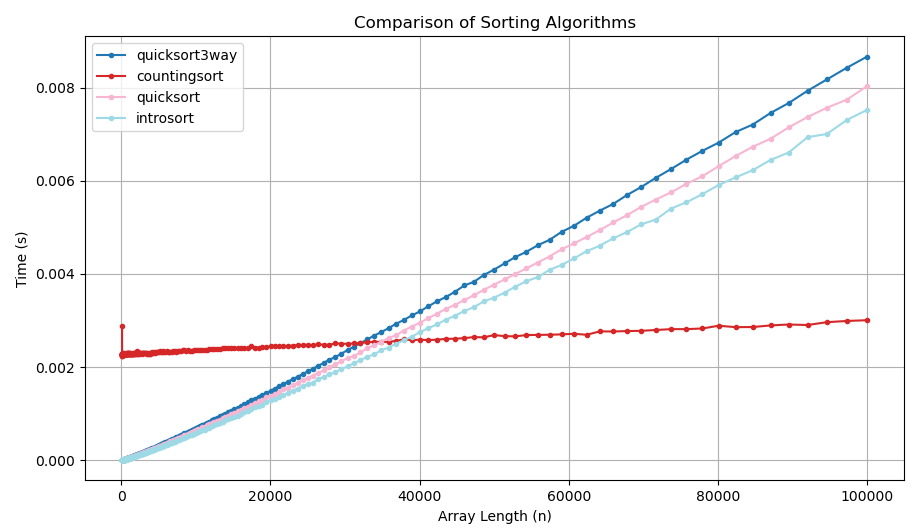 Comparison of Sorting Algorithms
quicksort3way
countingsort
quicksort
introsort
Time (s)
0.008
0.006
0.004
0.002
0.000
0
20000
40000
60000
80000
100000
Array Length (n)